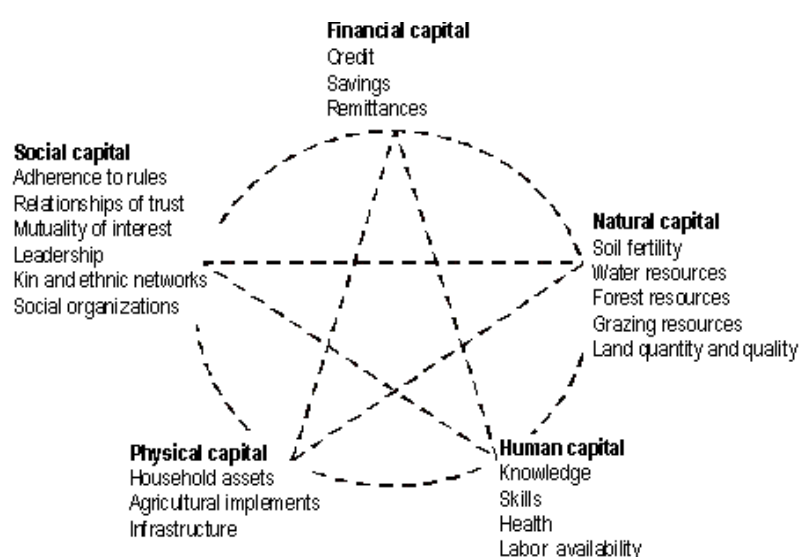 Financial capital
Credit
Savings
Remittances
Social capital
Adherence to rules
Relationships of trust
Mutuality of interest
Leadership
Kin and ethnic networks
Social organizations
Natural capital
Soil fertility
Water resources
Forest resources
Grazing resources
Land quantity and quality
Physical capital
Household assets
Agricultural implements
Infrastructure
Human capital
Knowledge
Skills
Health
Labor availability